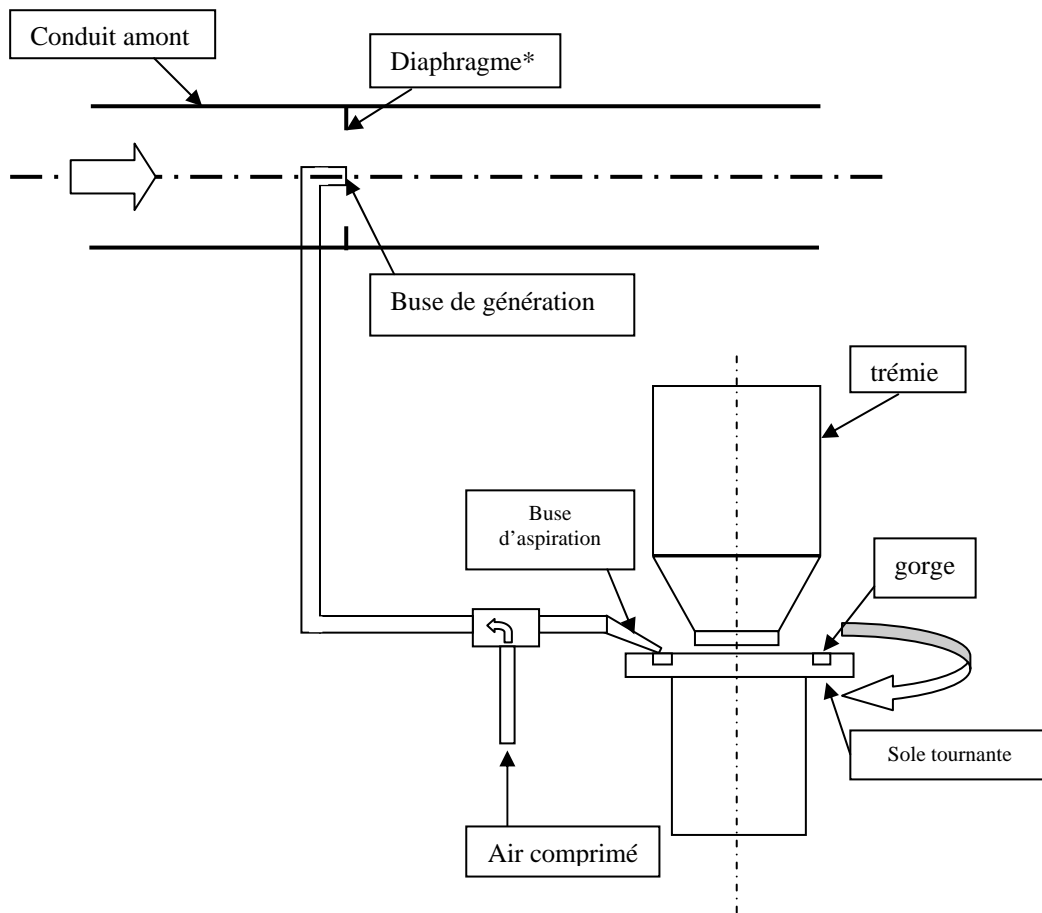 Conduit amont
Diaphragme*
Buse de génération
trémie
Buse
d'aspiration
gorge
Sole tournante
Air comprimé